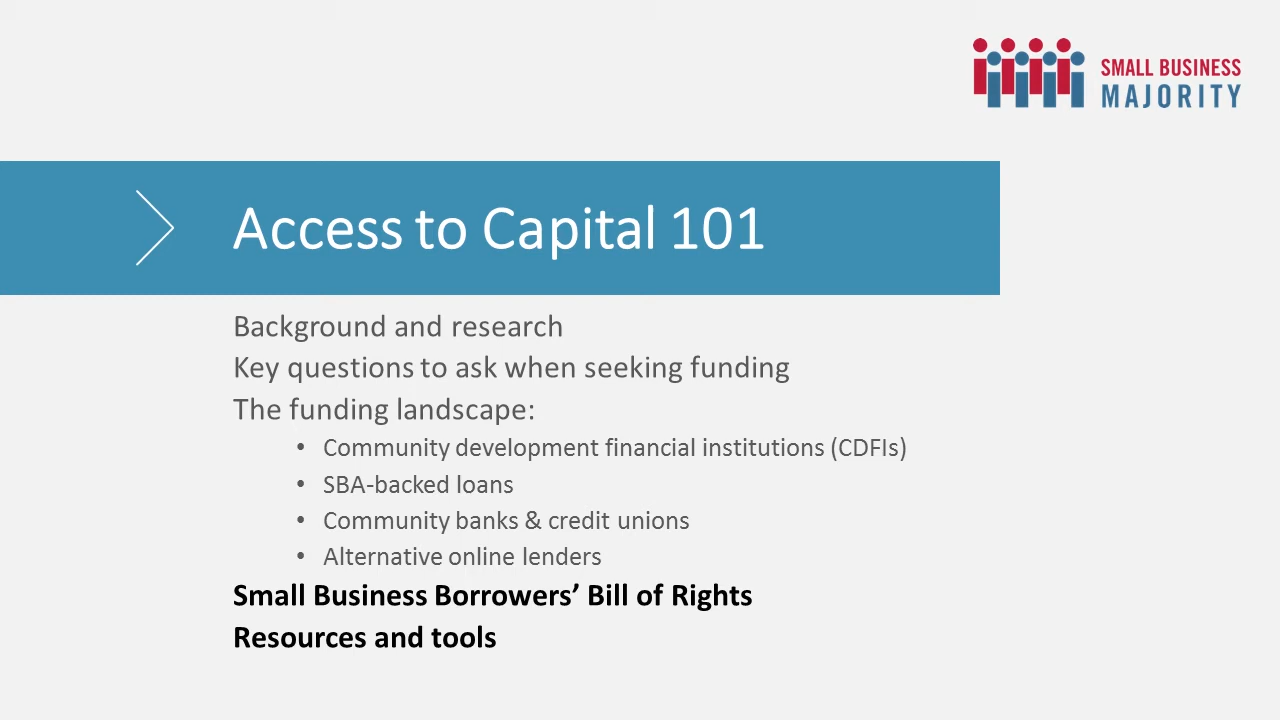 SMALL BUSINESS
MAJORITY
Access to Capital 101
Background and research
Key questions to ask when seeking funding
The funding landscape:
• Community development financial institutions (CDFIs)
• SBA-backed loans
• Community banks & credit unions
• Alternative online lenders
Small Business Borrowers’ Bill of Rights
Resources and tools